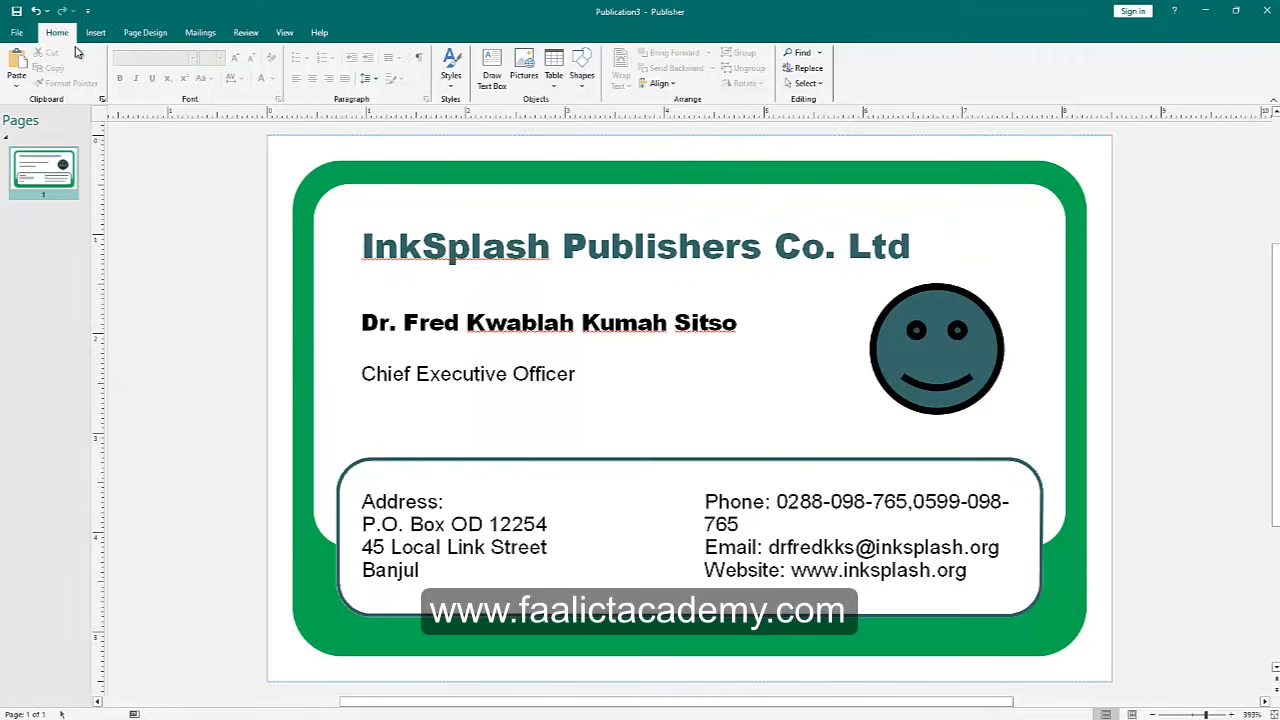 Publication3 - Publisher
Sign in
File Home Insert Page Design Mailings Review View Help
Paste
Cut
Copy
Format Painter
Clipboard
Font
Paragraph
Styles
Styles
Draw Text Box
Pictures
Table
Shapes
Objects
Wrap Text
Bring Forward
Send Backward
Align
Group
Ungroup
Rotate
Arrange
Find
Replace
Select
Editing
Pages
1
InkSplash Publishers Co. Ltd
Dr. Fred Kwablah Kumah Sitso
Chief Executive Officer
Address:
P.O. Box OD 12254
45 Local Link Street
Banjul
Phone: 0288-098-765,0599-098-
765
Email: drfredkks@inksplash.org
Website: www.inksplash.org
www.faalictacademy.com
Page: 1 of 1
393%